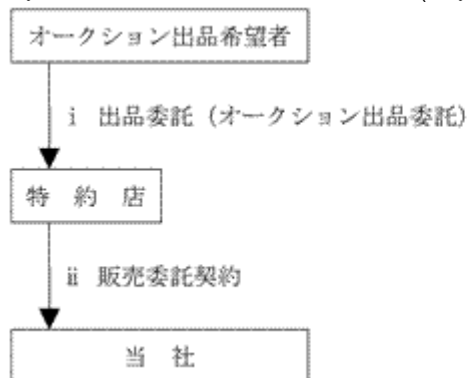 オークション出品希望者
ⅰ 出品委託（オークション出品委託）
特約店
ⅱ 販売委託契約
当社